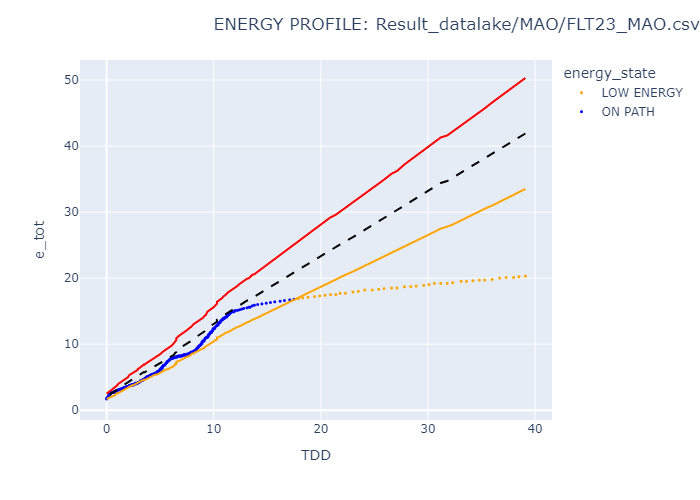 ENERGY PROFILE: Result_datalake/MAO/FLT23_MAO.csv
energy_state
LOW ENERGY
ON PATH
e_tot
50
40
30
20
10
0
0 10 20 30 40
TDD